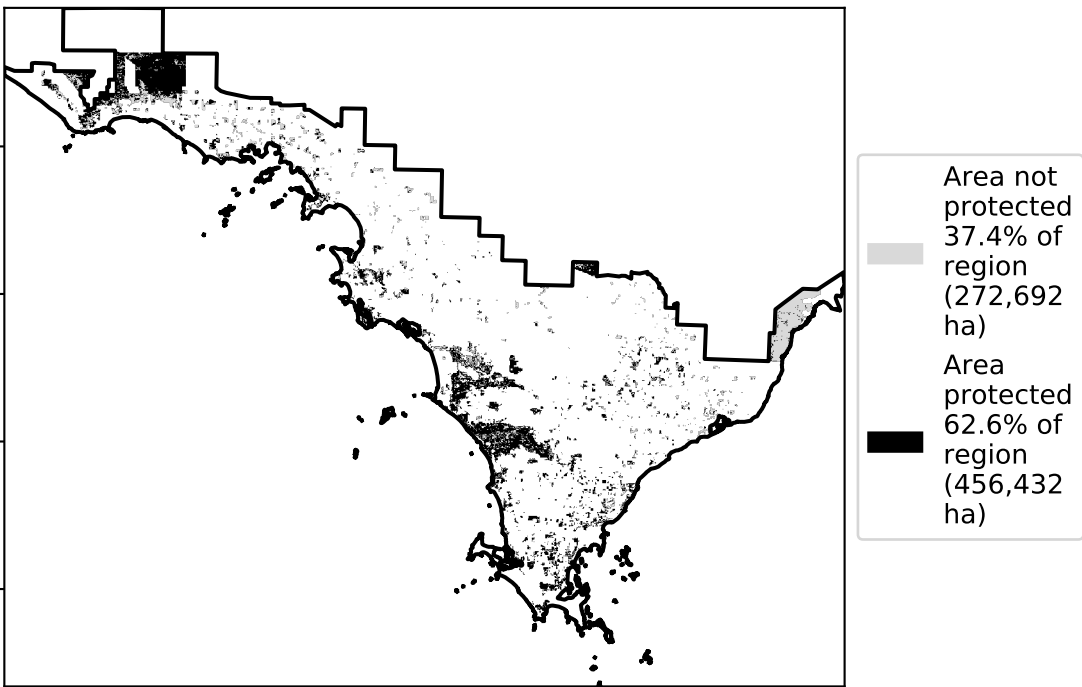 Area not
protected
37.4% of
region
(272,692
ha)
Area
protected
62.6% of
region
(456,432
ha)